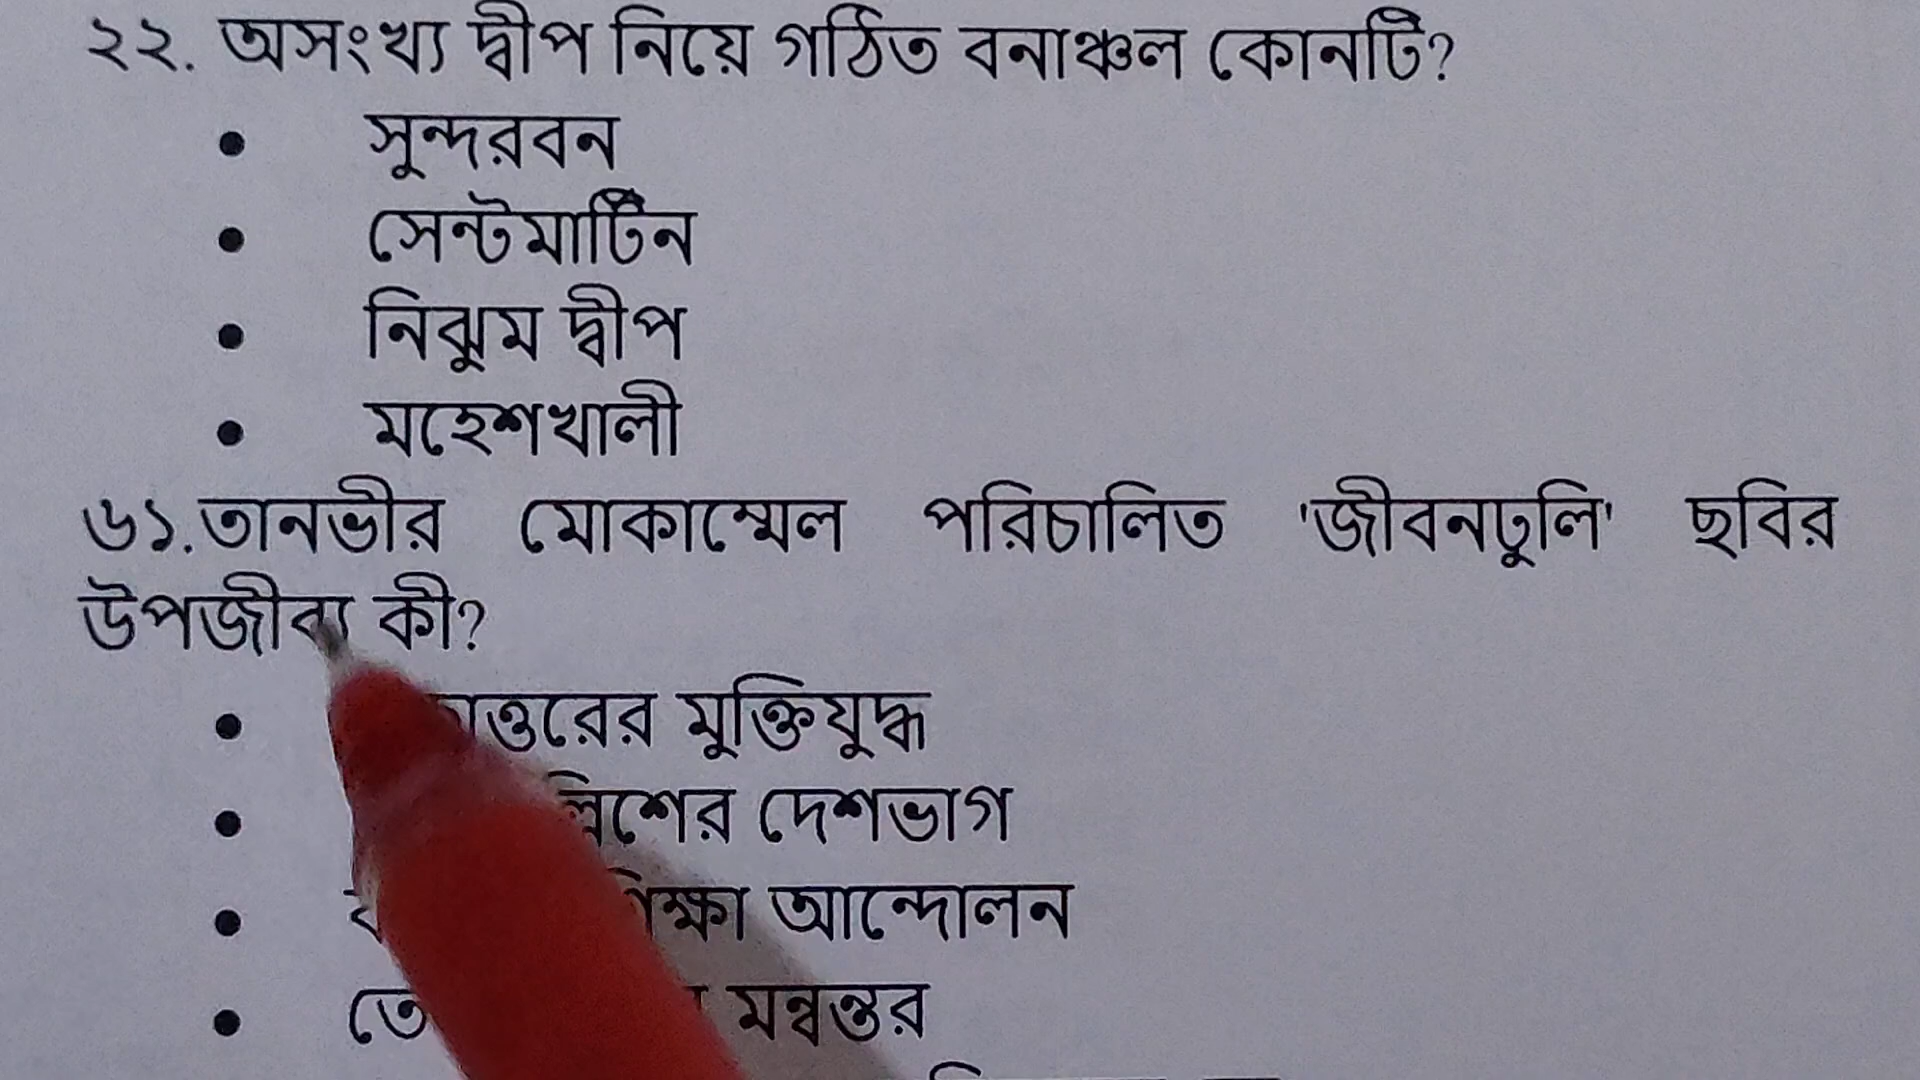 ২২. অসংখ্য দ্বীপ নিয়ে গঠিত বনাঞ্চল কোনটি?
• সুন্দরবন
• সেন্টমার্টিন
• নিঝুম দ্বীপ
• মহেশখালী
৬১.তানভীর মোকাম্মেল পরিচালিত 'জীবনঢুলি' ছবির
উপজীব্য কী?
• মুক্তিযুদ্ধ
• দেশভাগ
• আন্দোলন
• মন্বন্তর